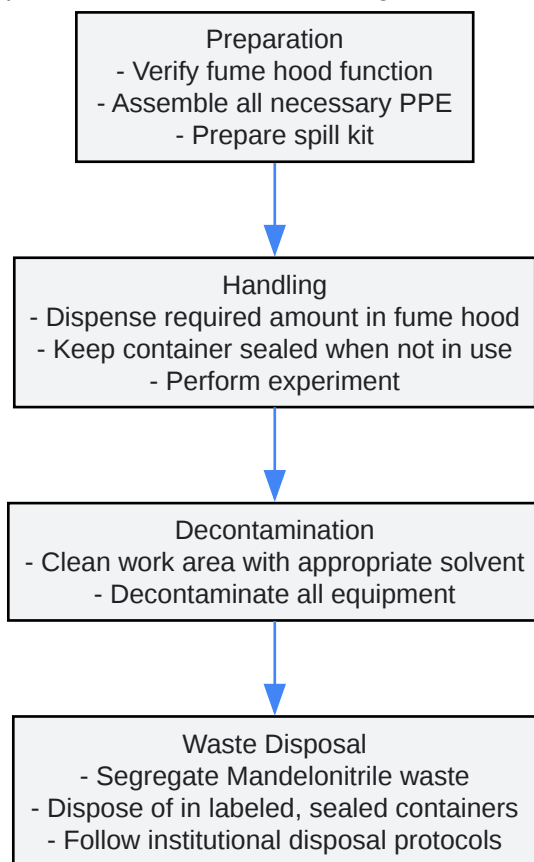 Preparation
- Verify fume hood function
- Assemble all necessary PPE
- Prepare spill kit
Handling
- Dispense required amount in fume hood
- Keep container sealed when not in use
- Perform experiment
Decontamination
- Clean work area with appropriate solvent
- Decontaminate all equipment
Waste Disposal
- Segregate Mandelonitrile waste
- Dispose of in labeled, sealed containers
- Follow institutional disposal protocols